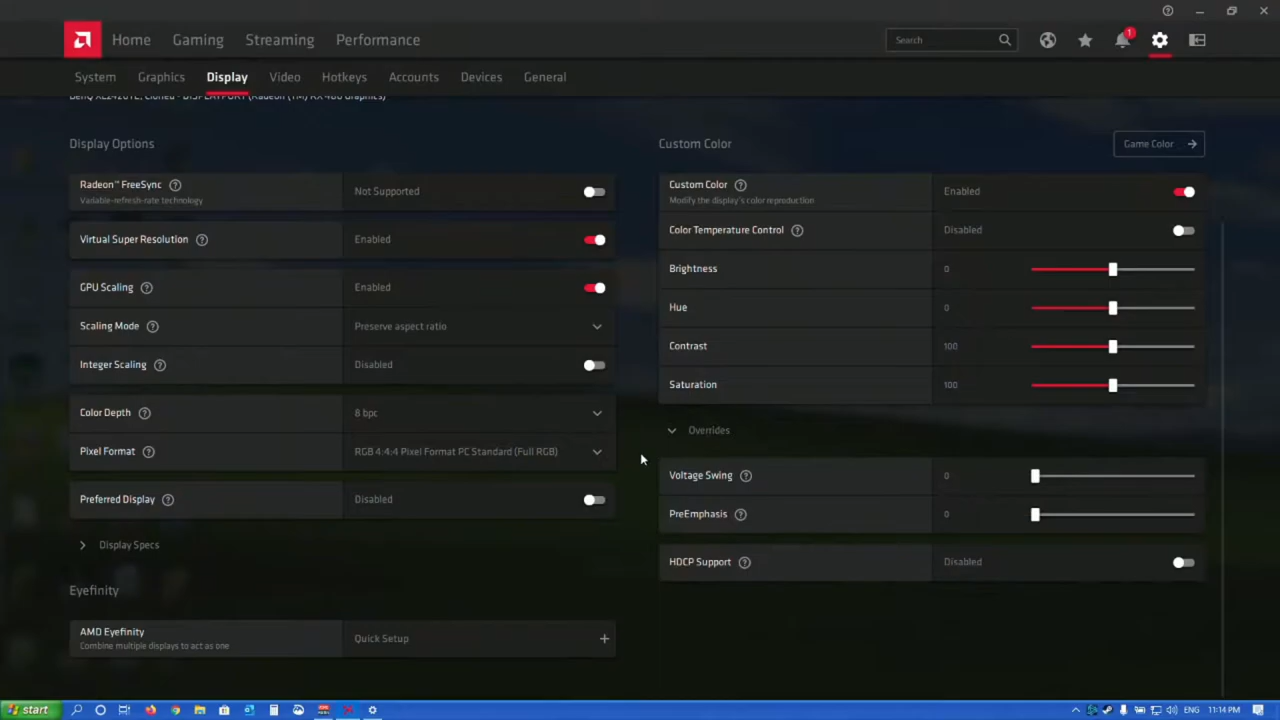 Home Gaming Streaming Performance Search 1
System Graphics Display Video Hotkeys Accounts Devices General
Display Options
Radeon™ FreeSync Not Supported
Variable-refresh-rate technology
Virtual Super Resolution Enabled
GPU Scaling Enabled
Scaling Mode Preserve aspect ratio
Integer Scaling Disabled
Color Depth 8 bpc
Pixel Format RGB 4:4:4 Pixel Format PC Standard (Full RGB)
Preferred Display Disabled
Display Specs
Eyefinity
AMD Eyefinity Quick Setup
Combine multiple displays to act as one
Custom Color Game Color
Custom Color Enabled
Modify the display's color reproduction
Color Temperature Control Disabled
Brightness 0
Hue 0
Contrast 100
Saturation 100
Overrides
Voltage Swing 0
PreEmphasis 0
HDCP Support Disabled
start ENG 11:14 PM